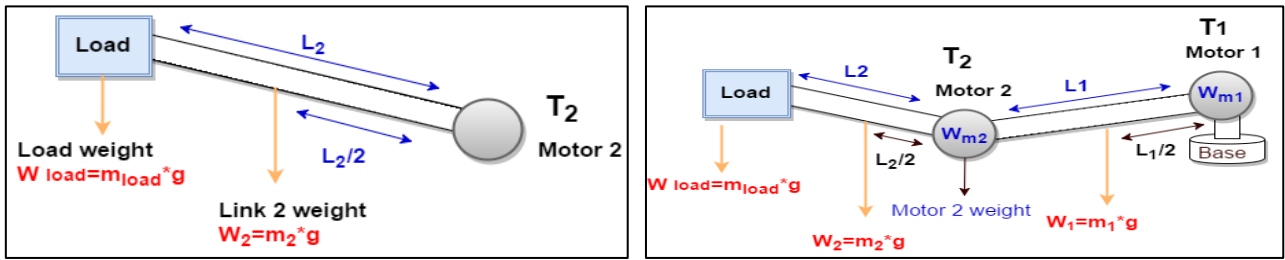 Load
L₂
T₂
Motor 2
L₂/2
Load weight
W load=mload*g
Link 2 weight
W₂=m₂*g
T1
Motor 1
T₂
Motor 2
L2
L1
Load
Wm1
Wm2
L₂/2
L₁/2
Base
W load=mload*g
Motor 2 weight
W₁=m₁*g
W₂=m₂*g